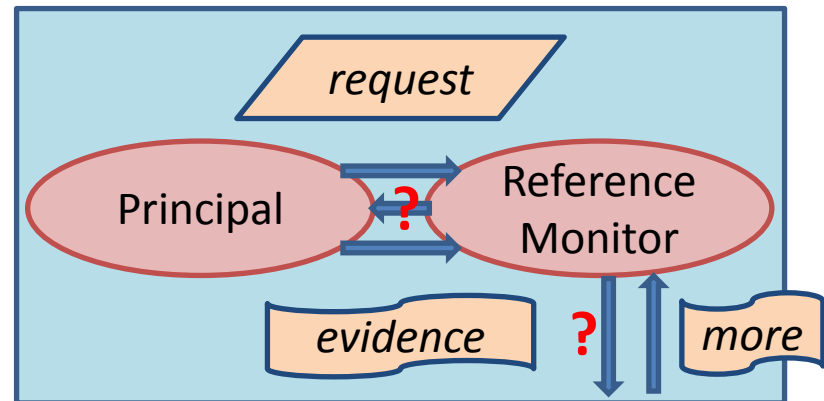 request
Principal
?
Reference
Monitor
evidence
?
more